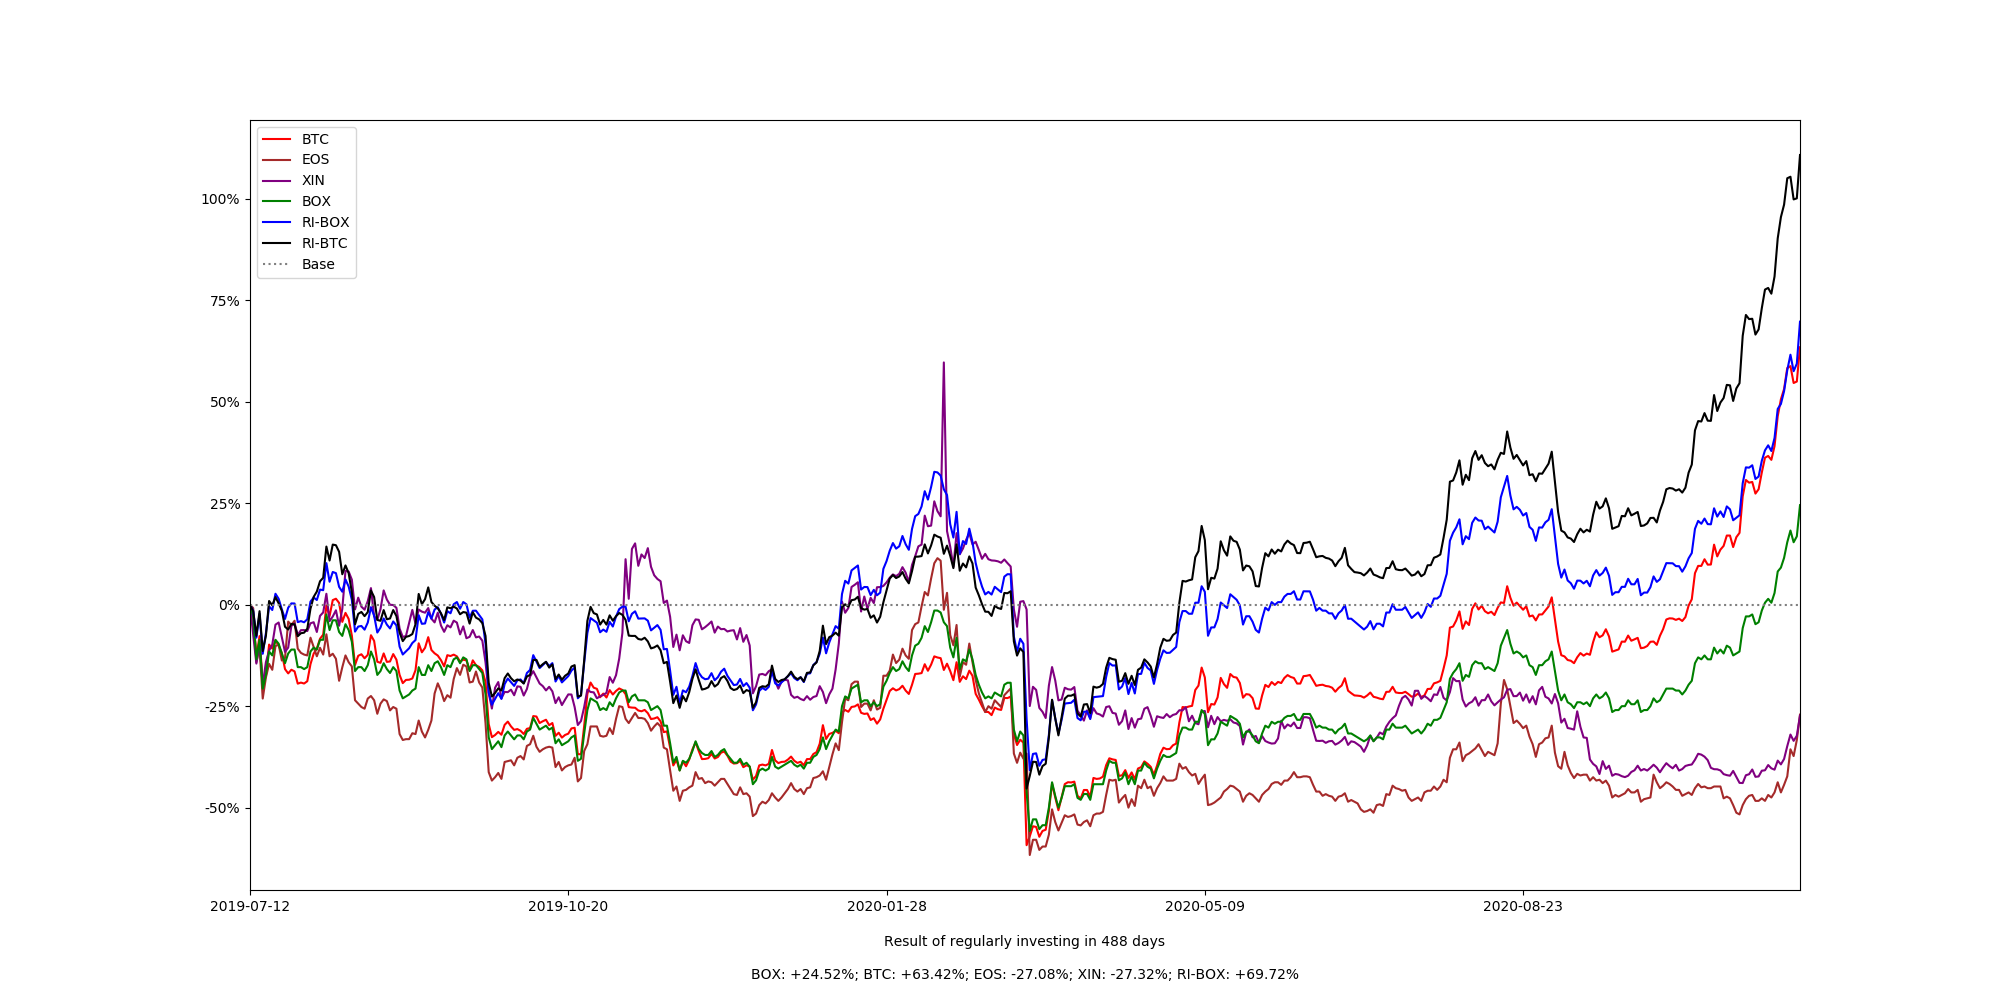 BTC
EOS
XIN
BOX
RI-BOX
RI-BTC
Base
100%
75%
50%
25%
0%
-25%
-50%
2019-07-12 2019-10-20 2020-01-28 2020-05-09 2020-08-23
Result of regularly investing in 488 days
BOX: +24.52%; BTC: +63.42%; EOS: -27.08%; XIN: -27.32%; RI-BOX: +69.72%